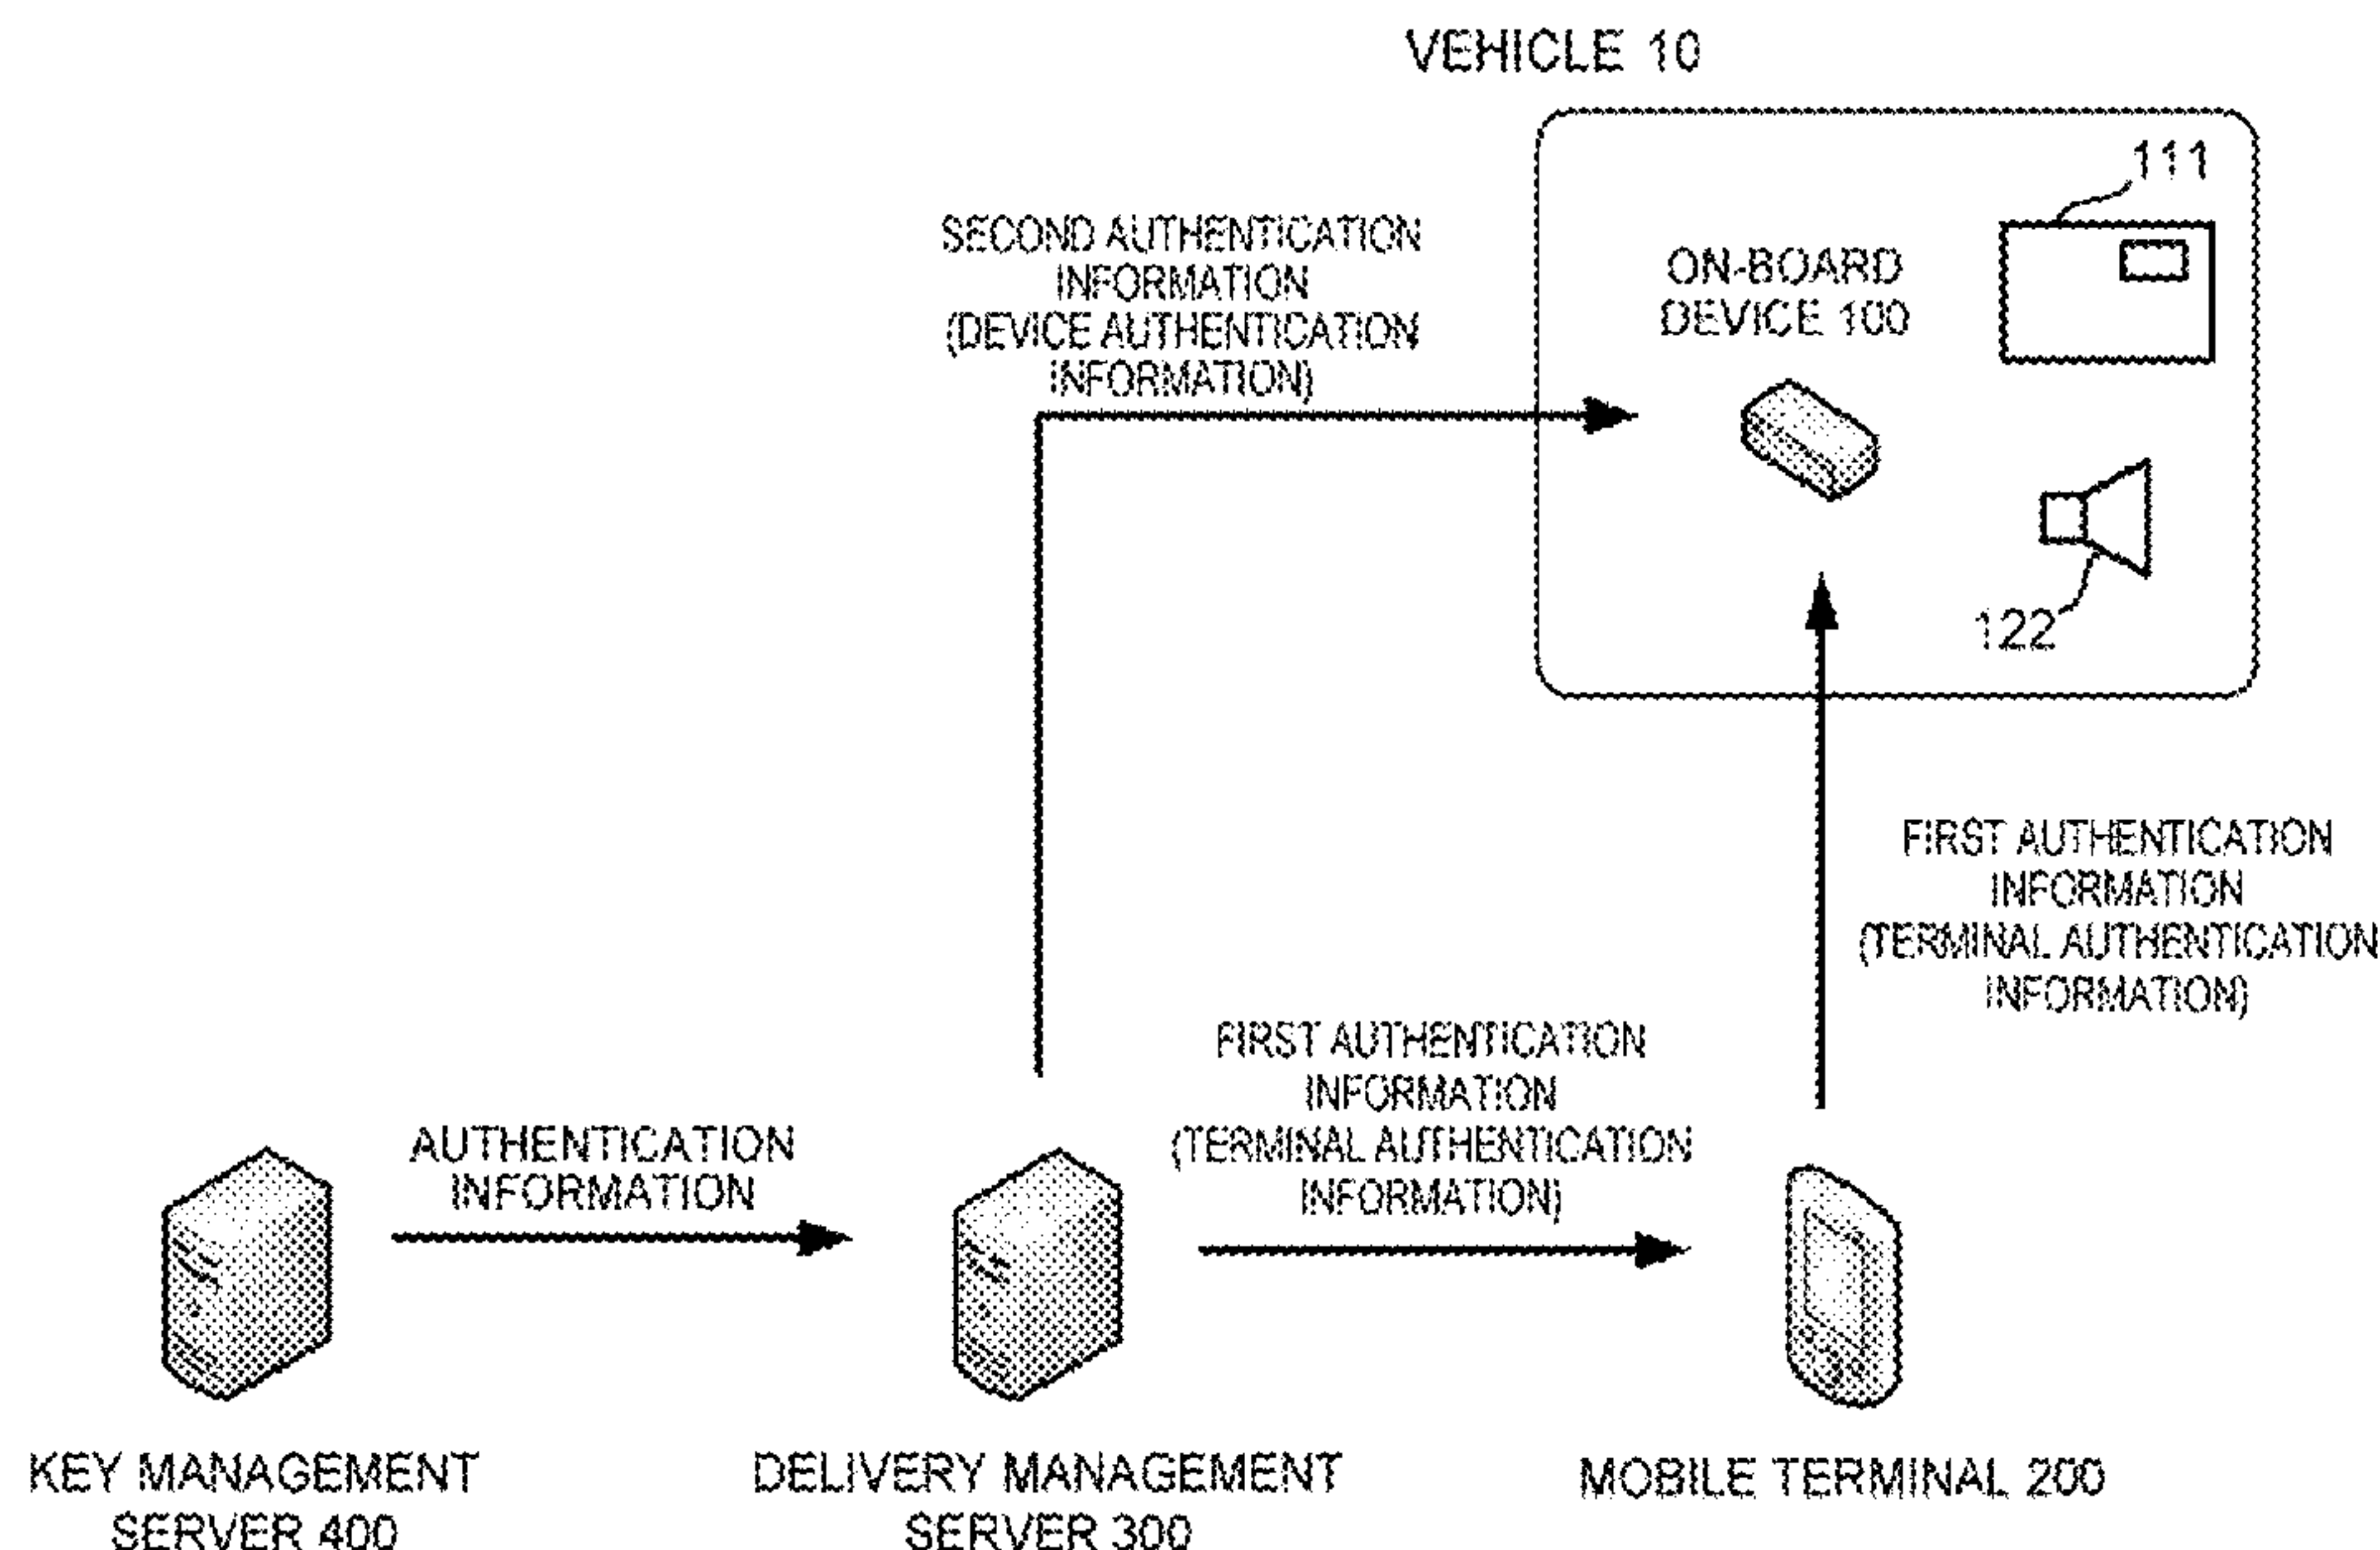 VEHICLE 10
111
SECOND AUTHENTICATION
INFORMATION
(DEVICE AUTHENTICATION
INFORMATION)
ON-BOARD
DEVICE 100
122
FIRST AUTHENTICATION
INFORMATION
(TERMINAL AUTHENTICATION
INFORMATION)
FIRST AUTHENTICATION
INFORMATION
(TERMINAL AUTHENTICATION
INFORMATION)
AUTHENTICATION
INFORMATION
KEY MANAGEMENT
SERVER 400
DELIVERY MANAGEMENT
SERVER 300
MOBILE TERMINAL 200